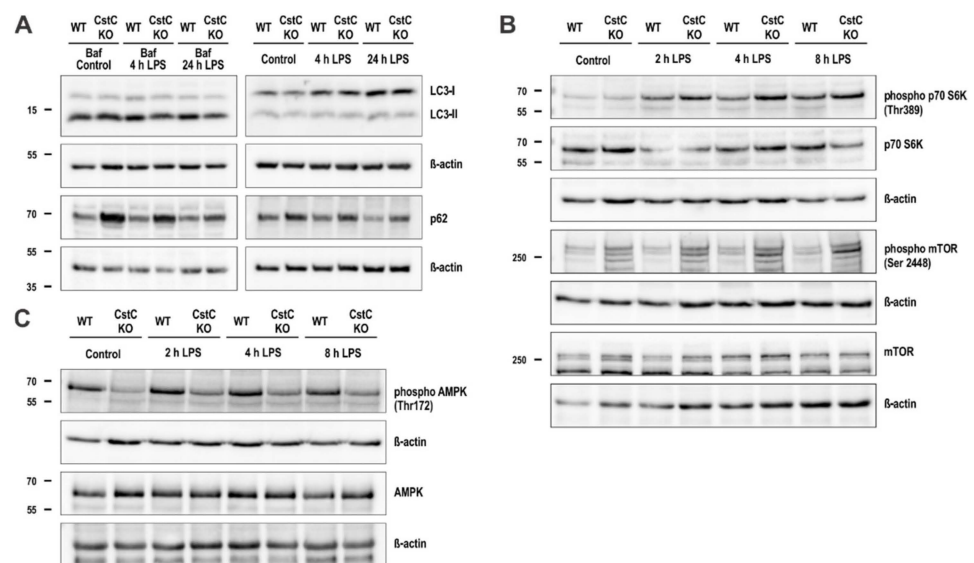 A
WT CstC KO WT CstC KO WT CstC KO WT CstC KO WT CstC KO WT CstC KO
Baf Control Baf 4 h LPS Baf 24 h LPS Control 4 h LPS 24 h LPS
LC3-I
15
LC3-II
55
ß-actin
70
p62
55
ß-actin
35
B
WT CstC KO WT CstC KO WT CstC KO WT CstC KO
Control 2 h LPS 4 h LPS 8 h LPS
70
phospho p70 S6K
55
(Thr389)
70
p70 S6K
55
ß-actin
phospho mTOR
250
(Ser 2448)
ß-actin
mTOR
250
ß-actin
C
WT CstC KO WT CstC KO WT CstC KO WT CstC KO
Control 2 h LPS 4 h LPS 8 h LPS
70
phospho AMPK
55
(Thr172)
ß-actin
70
AMPK
55
ß-actin